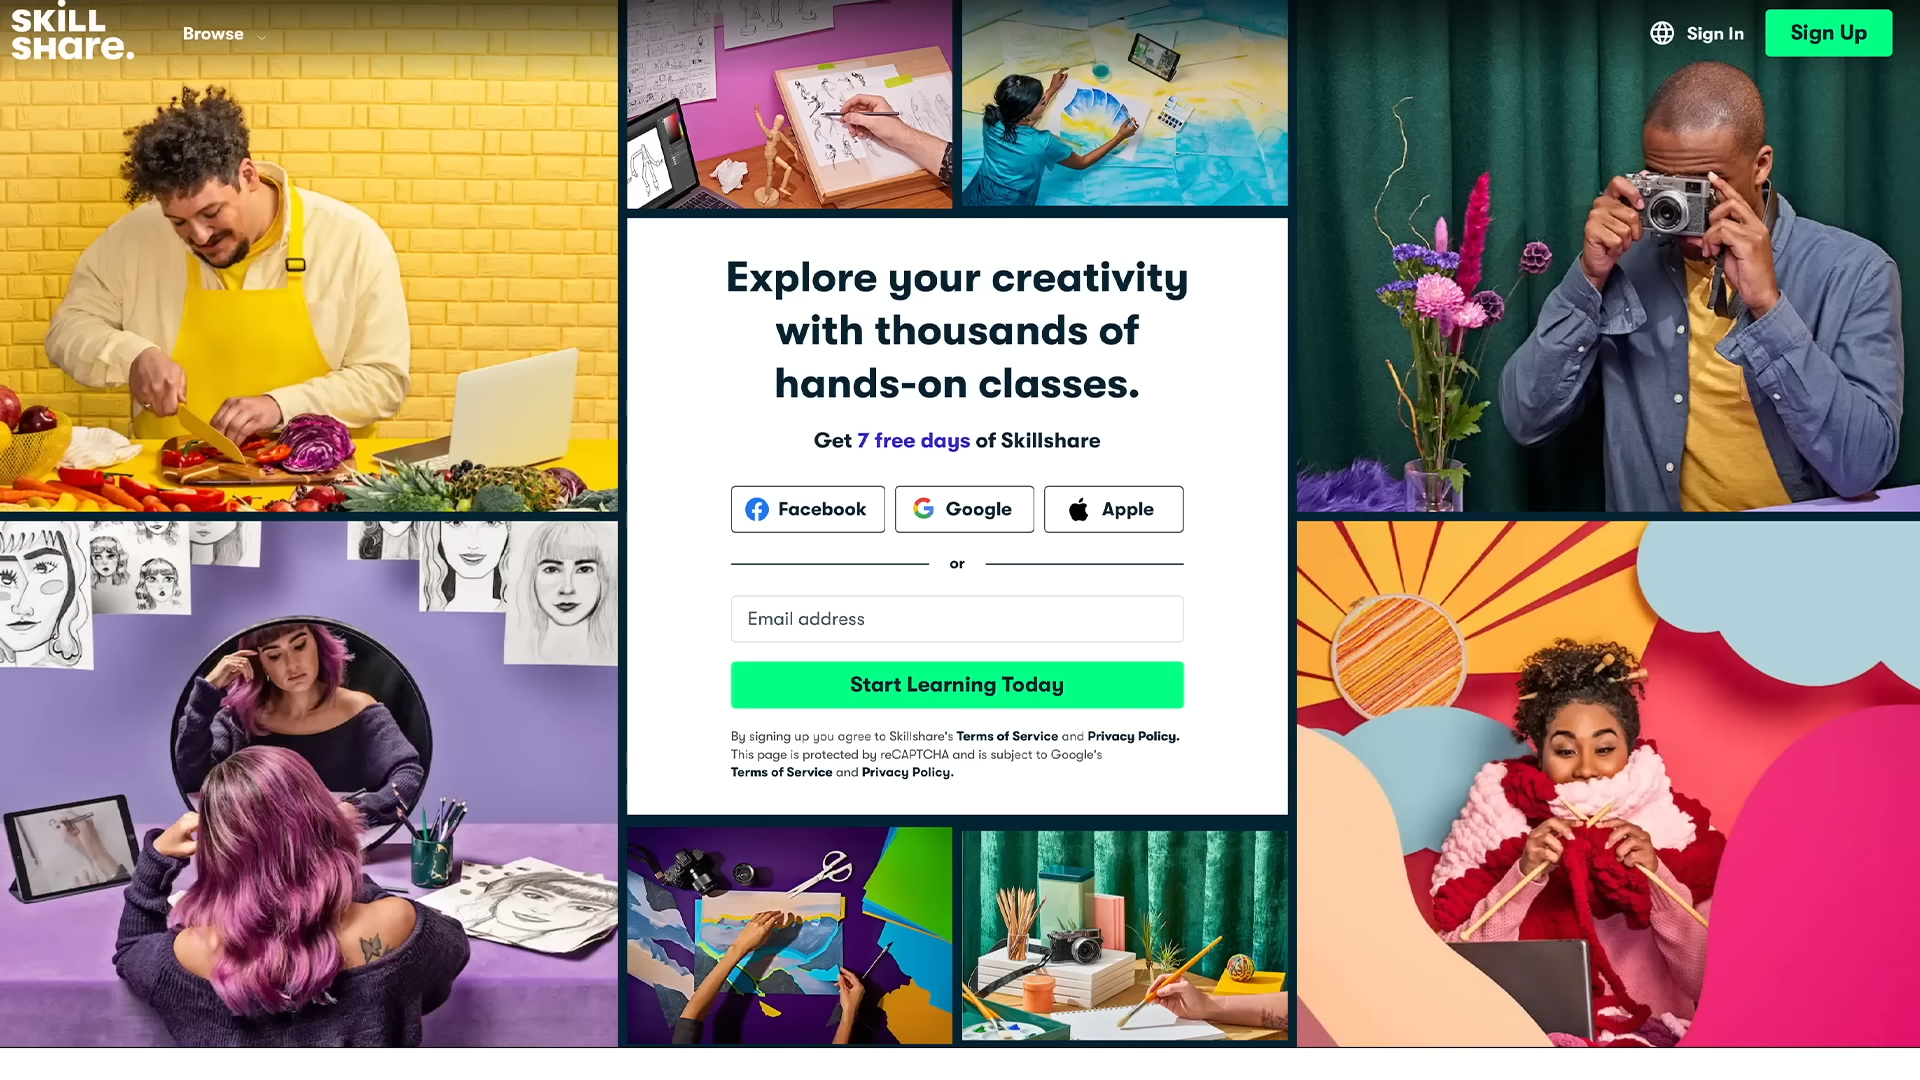 SKILL
SHare.
Browse
Sign In
Sign Up
Explore your creativity
with thousands of
hands-on classes.
Get 7 free days of Skillshare
Facebook
Google
Apple
or
Email address
Start Learning Today
By signing up you agree to Skillshare's Terms of Service and Privacy Policy.
This page is protected by reCAPTCHA and is subject to Google's
Terms of Service and Privacy Policy.